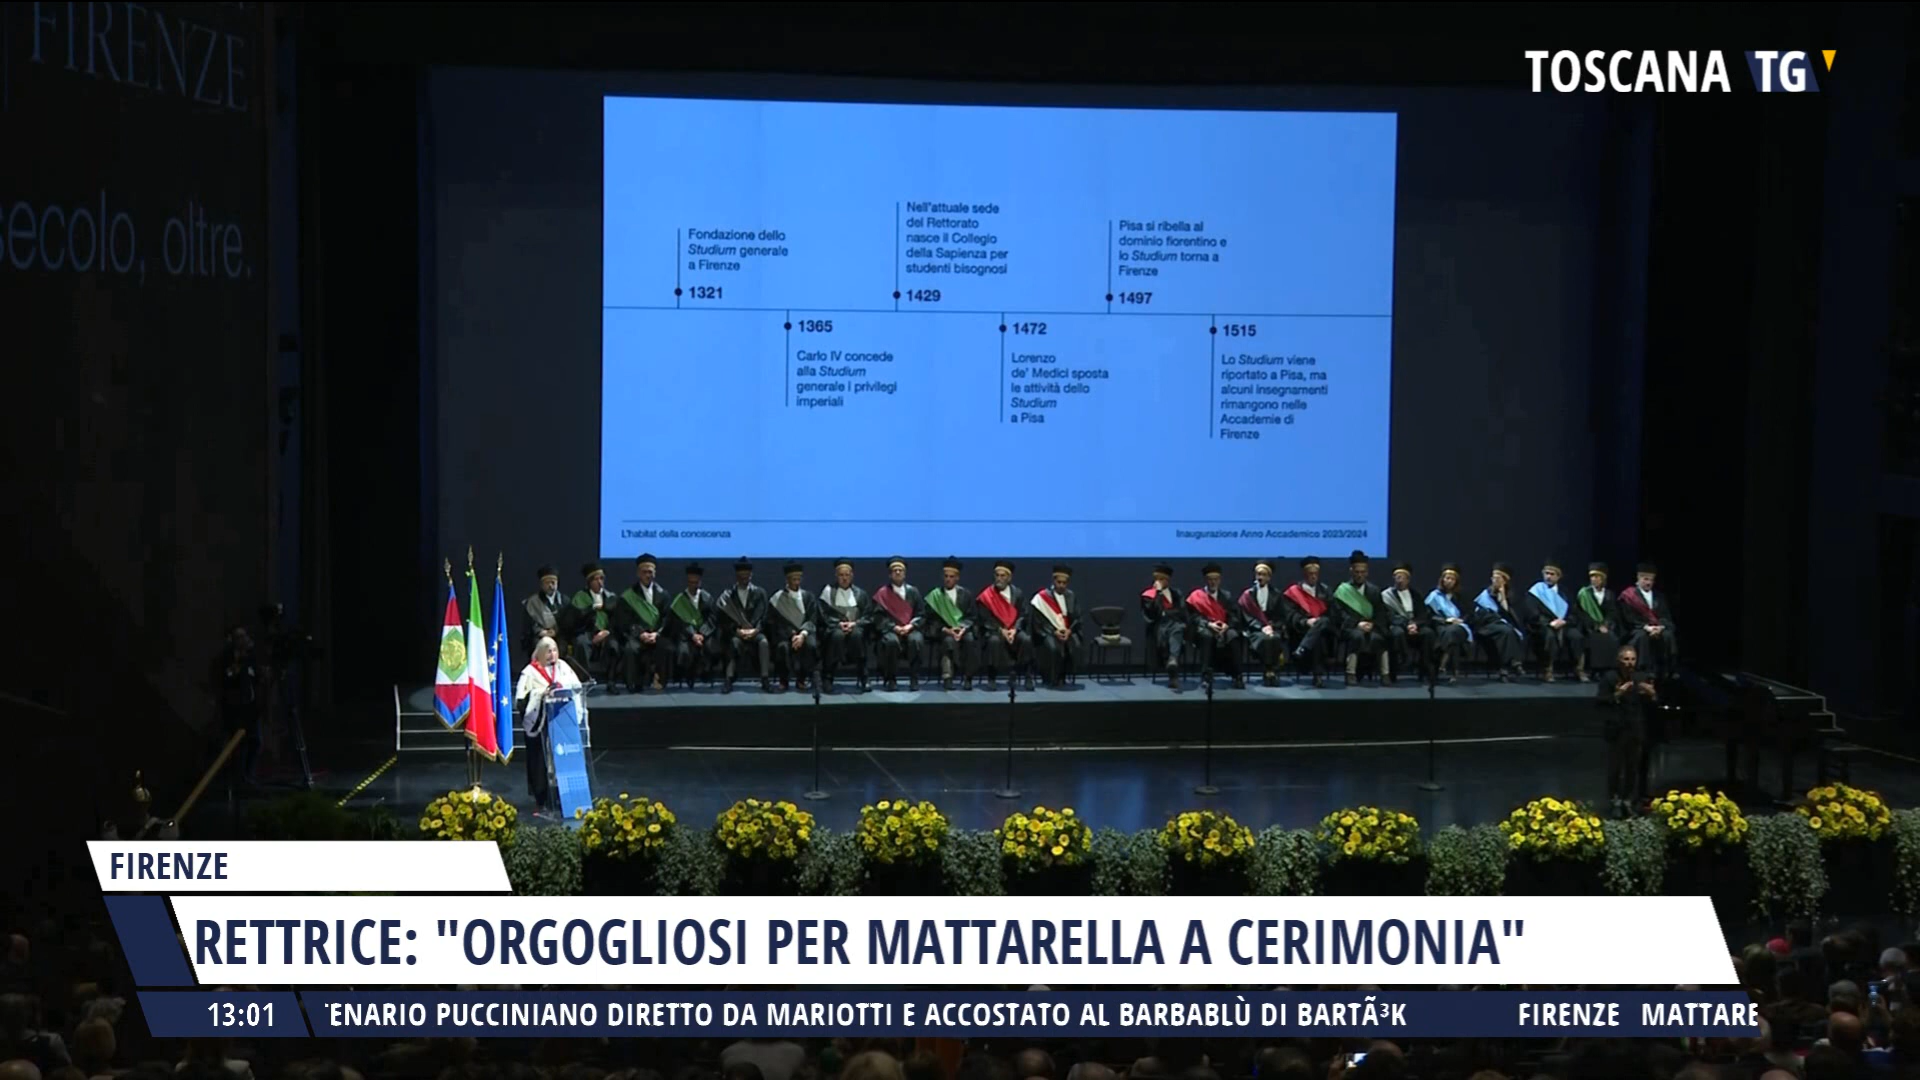 FIRENZE
secolo, oltre.
TOSCANA TG
Fondazione dello
Studium generale
a Firenze
1321
1365
Carlo IV concede
alla Studium
generale i privilegi
imperiali
Nell'attuale sede
del Rettorato
nasce il Collegio
della Sapienza per
studenti bisognosi
1429
1472
Lorenzo
de' Medici sposta
le attività dello
Studium
a Pisa
Pisa si ribella al
dominio fiorentino e
lo Studium torna a
Firenze
1497
1515
Lo Studium viene
riportato a Pisa, ma
alcuni insegnamenti
rimangono nelle
Accademie di
Firenze
L'habitat della conoscenza
Inaugurazione Anno Accademico 2023/2024
FIRENZE
RETTRICE: "ORGOGLIOSI PER MATTARELLA A CERIMONIA"
13:01 TENARIO PUCCINIANO DIRETTO DA MARIOTTI E ACCOSTATO AL BARBABLÙ DI BARTÃ³K FIRENZE MATTARE